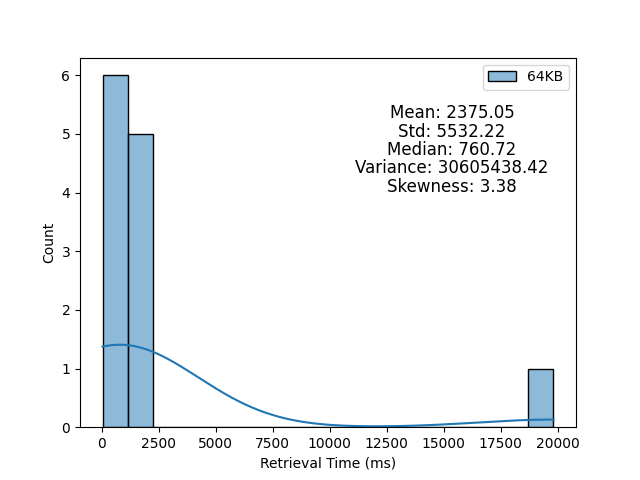 64KB
Mean: 2375.05
Std: 5532.22
Median: 760.72
Variance: 30605438.42
Skewness: 3.38
6
5
4
3
2
1
0
Count
0 2500 5000 7500 10000 12500 15000 17500 20000
Retrieval Time (ms)